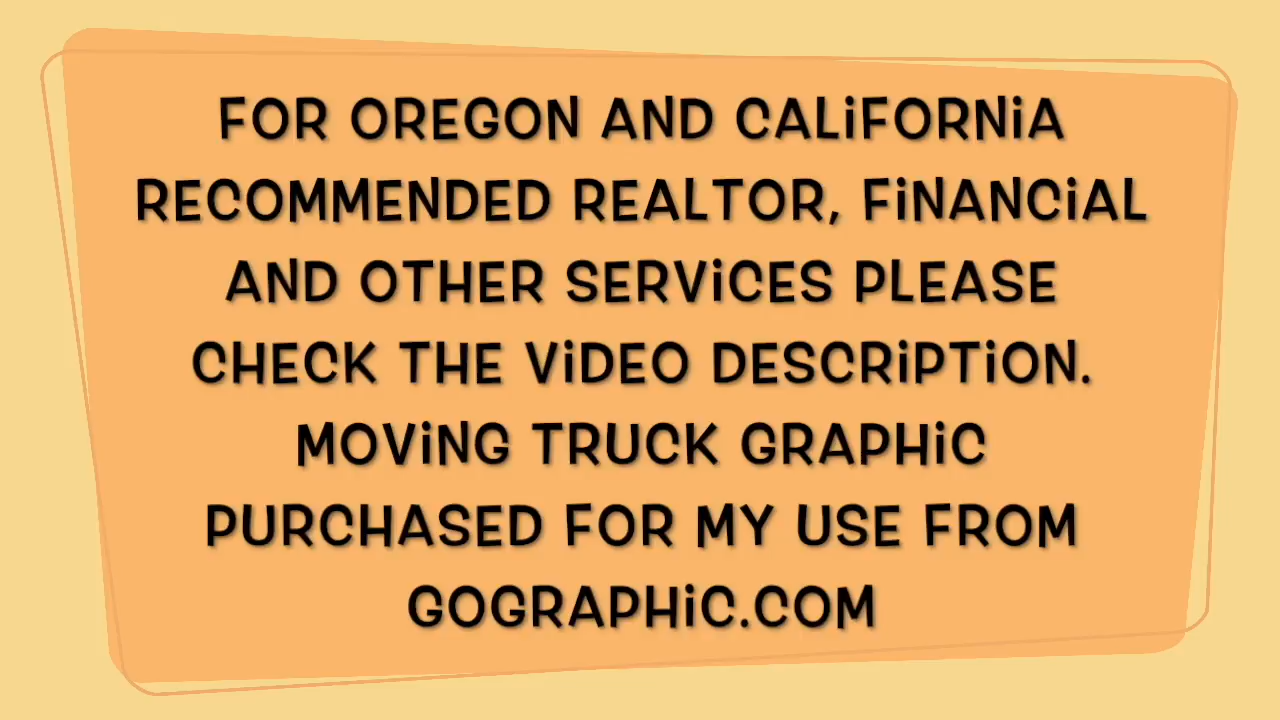 FOR OREGON AND CALiFORNiA
RECOMMENDED REALTOR, FiNANCiAL
AND OTHER SERViCES PLEASE
CHECK THE ViDEO DESCRiPTiON.
MOViNG TRUCK GRAPHiC
PURCHASED FOR MY USE FROM
GOGRAPHiC.COM